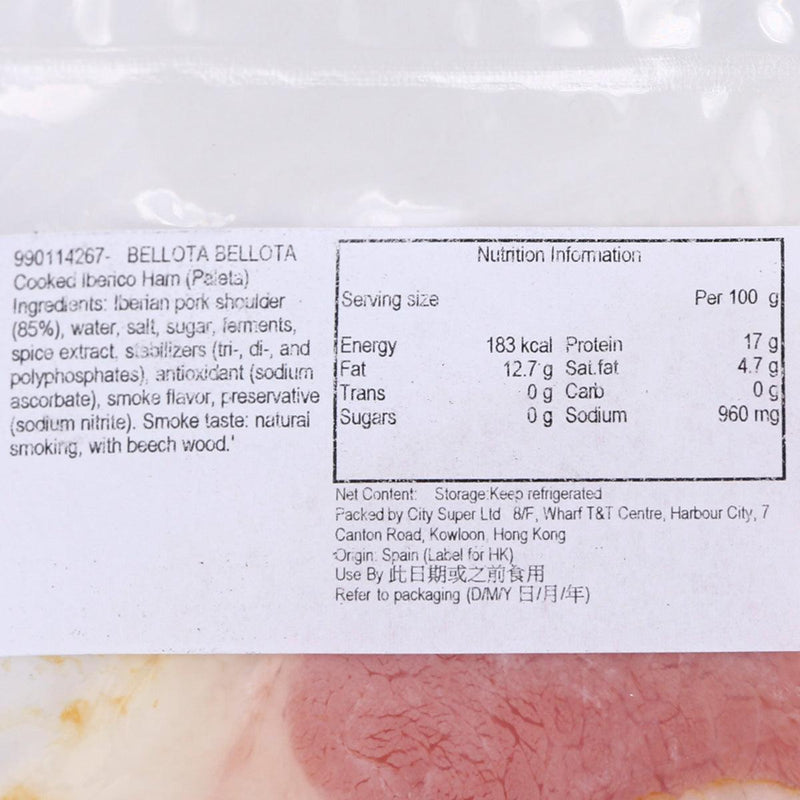 990114267- BELLOTA BELLOTA
Cooked Iberico Ham (Paleta)
Ingredients: Iberian pork shoulder
(85%), water, salt, sugar, ferments,
spice extract, stabilizers (tri-, di-, and
polyphosphates), antioxidant (sodium
ascorbate), smoke flavor, preservative
(sodium nitrite). Smoke taste: natural
smoking, with beech wood.'
Nutrition Information
Serving size Per 100 g
Energy 183 kcal Protein 17 g
Fat 12.7 g Sat.fat 4.7 g
Trans 0 g Carb 0 g
Sugars 0 g Sodium 960 mg
Net Content: Storage:Keep refrigerated
Packed by City Super Ltd 8/F, Wharf T&T Centre, Harbour City, 7
Canton Road, Kowloon, Hong Kong
Origin: Spain (Label for HK)
Use By 此日期或之前食用
Refer to packaging (D/M/Y 日/月/年)